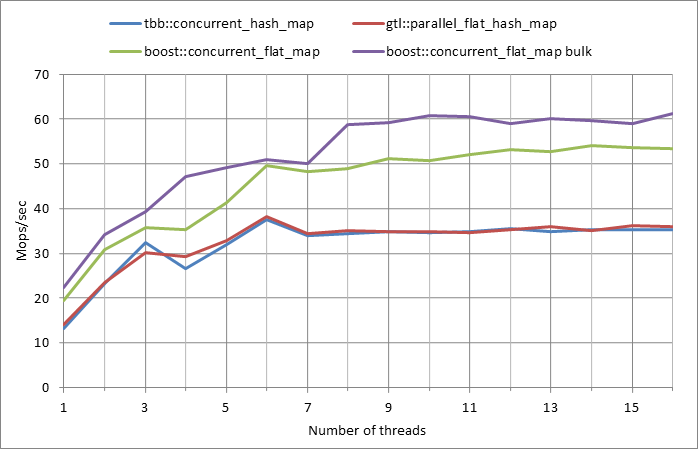 tbb::concurrent_hash_map gtl::parallel_flat_hash_map
boost::concurrent_flat_map boost::concurrent_flat_map bulk
70
60
50
40
30
20
10
0
Mops/sec
1 3 5 7 9 11 13 15
Number of threads